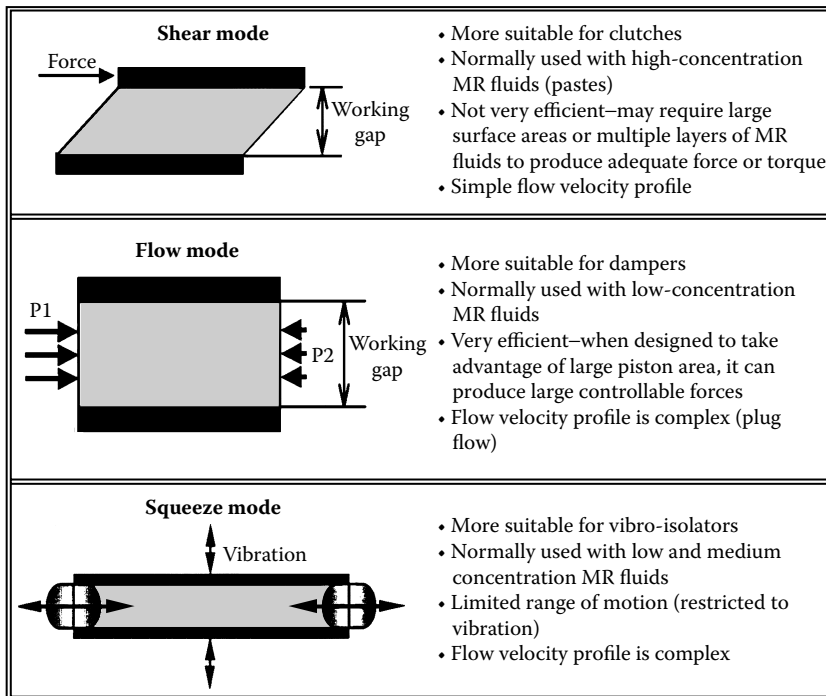 Shear mode
Force
Working
gap
• More suitable for clutches
• Normally used with high-concentration
MR fluids (pastes)
• Not very efficient–may require large
surface areas or multiple layers of MR
fluids to produce adequate force or torque
• Simple flow velocity profile
Flow mode
P1
P2
Working
gap
• More suitable for dampers
• Normally used with low-concentration
MR fluids
• Very efficient–when designed to take
advantage of large piston area, it can
produce large controllable forces
• Flow velocity profile is complex (plug
flow)
Squeeze mode
Vibration
• More suitable for vibro-isolators
• Normally used with low and medium
concentration MR fluids
• Limited range of motion (restricted to
vibration)
• Flow velocity profile is complex